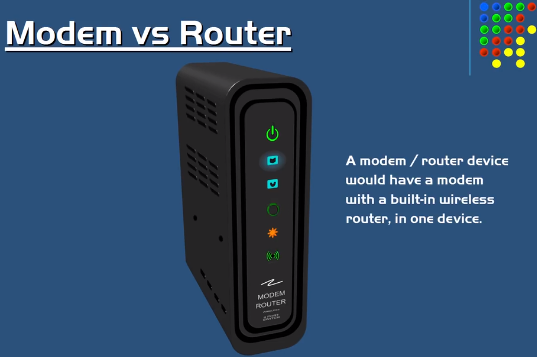 Modem vs Router
A modem / router device
would have a modem
with a built-in wireless
router, in one device.
MODEM
ROUTER